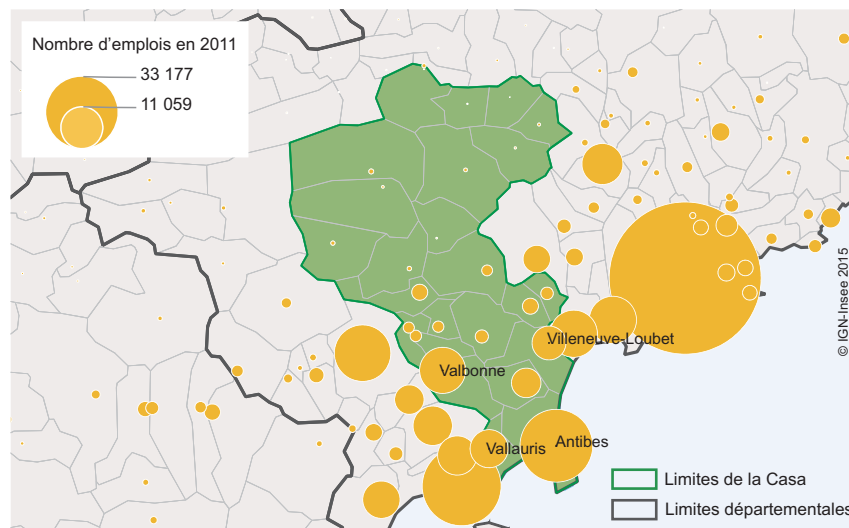 Nombre d'emplois en 2011
33 177
11 059
Villeneuve-Loubet
Valbonne
Vallauris
Antibes
© IGN-Insee 2015
Limites de la Casa
Limites départementales